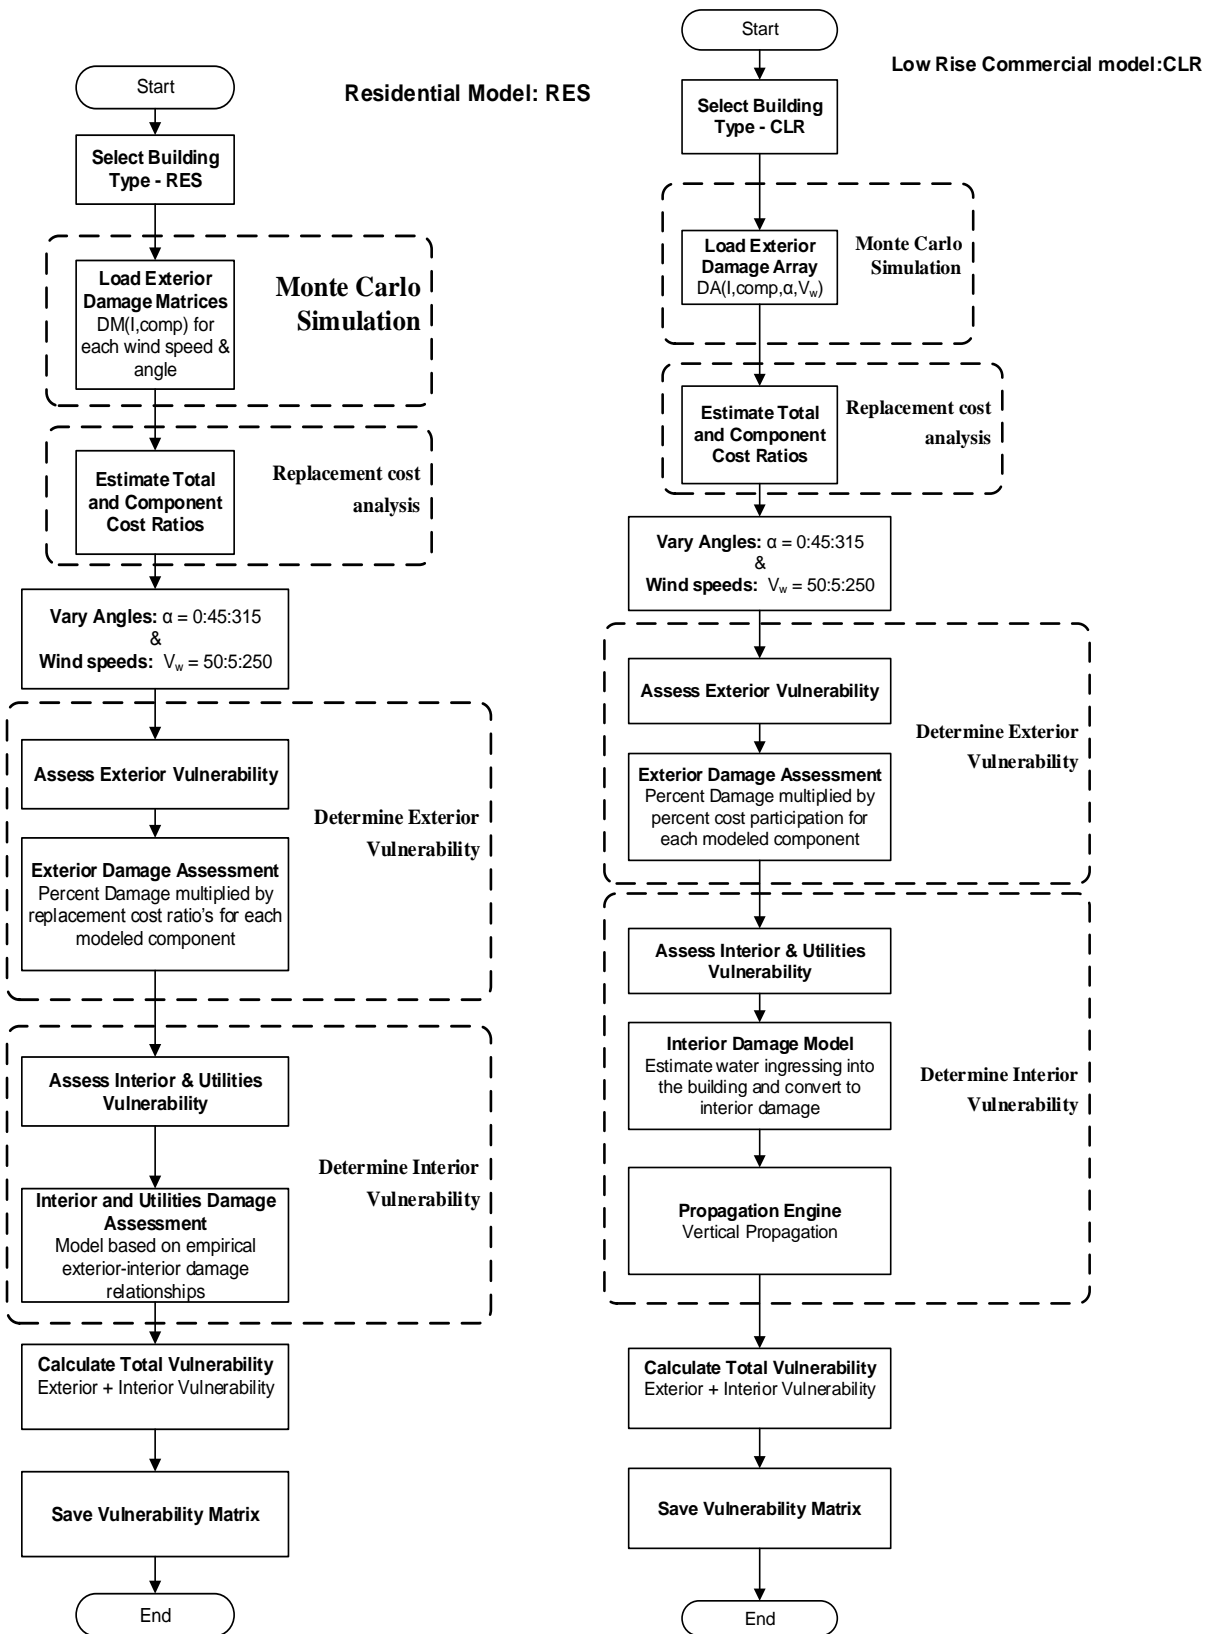 Residential Model: RES
Start
Select Building
Type - RES
Load Exterior
Damage Matrices
DM(I,comp) for
each wind speed &
angle
Monte Carlo
Simulation
Estimate Total
and Component
Cost Ratios
Replacement cost
analysis
Vary Angles: α = 0:45:315
&
Wind speeds: Vw = 50:5:250
Assess Exterior Vulnerability
Exterior Damage Assessment
Percent Damage multiplied by
replacement cost ratio's for each
modeled component
Determine Exterior
Vulnerability
Assess Interior & Utilities
Vulnerability
Interior and Utilities Damage
Assessment
Model based on empirical
exterior-interior damage
relationships
Determine Interior
Vulnerability
Calculate Total Vulnerability
Exterior + Interior Vulnerability
Save Vulnerability Matrix
End
Low Rise Commercial model:CLR
Start
Select Building
Type - CLR
Load Exterior
Damage Array
DA(I,comp,α,Vw)
Monte Carlo
Simulation
Estimate Total
and Component
Cost Ratios
Replacement cost
analysis
Vary Angles: α = 0:45:315
&
Wind speeds: Vw = 50:5:250
Assess Exterior Vulnerability
Exterior Damage Assessment
Percent Damage multiplied by
percent cost participation for
each modeled component
Determine Exterior
Vulnerability
Assess Interior & Utilities
Vulnerability
Interior Damage Model
Estimate water ingressing into
the building and convert to
interior damage
Propagation Engine
Vertical Propagation
Determine Interior
Vulnerability
Calculate Total Vulnerability
Exterior + Interior Vulnerability
Save Vulnerability Matrix
End